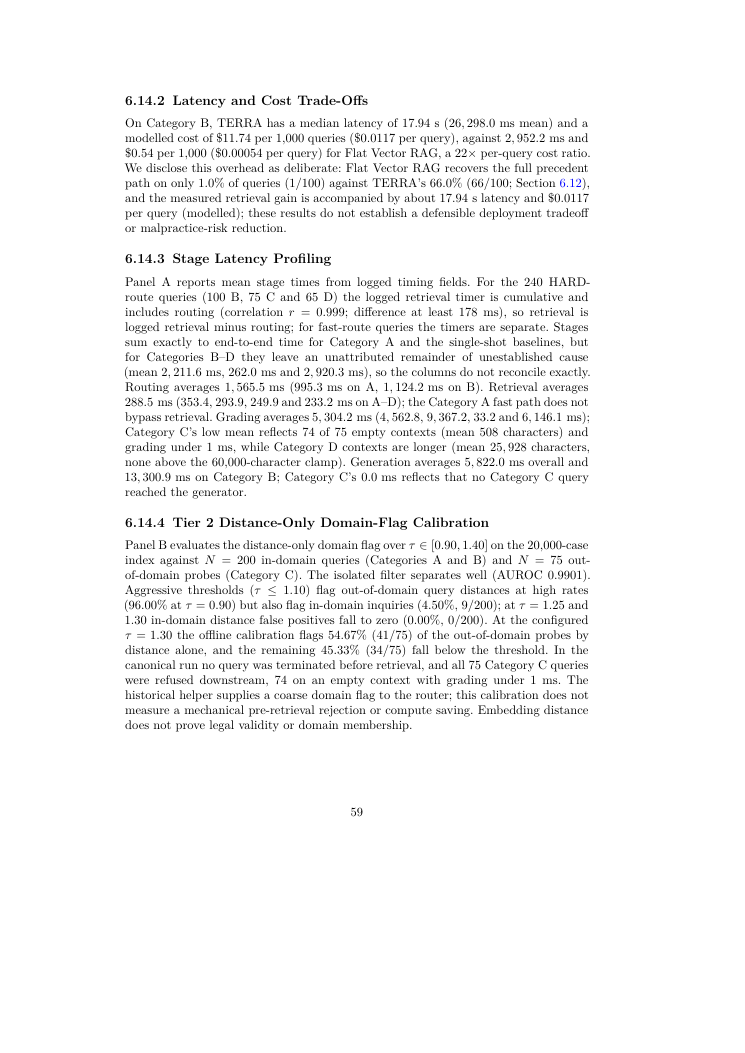 6.14.2 Latency and Cost Trade-Offs
On Category B, TERRA has a median latency of 17.94 s (26, 298.0 ms mean) and a
modelled cost of $11.74 per 1,000 queries ($0.0117 per query), against 2, 952.2 ms and
$0.54 per 1,000 ($0.00054 per query) for Flat Vector RAG, a 22× per-query cost ratio.
We disclose this overhead as deliberate: Flat Vector RAG recovers the full precedent
path on only 1.0% of queries (1/100) against TERRA's 66.0% (66/100; Section 6.12),
and the measured retrieval gain is accompanied by about 17.94 s latency and $0.0117
per query (modelled); these results do not establish a defensible deployment tradeoff
or malpractice-risk reduction.
6.14.3 Stage Latency Profiling
Panel A reports mean stage times from logged timing fields. For the 240 HARD-
route queries (100 B, 75 C and 65 D) the logged retrieval timer is cumulative and
includes routing (correlation r = 0.999; difference at least 178 ms), so retrieval is
logged retrieval minus routing; for fast-route queries the timers are separate. Stages
sum exactly to end-to-end time for Category A and the single-shot baselines, but
for Categories B–D they leave an unattributed remainder of unestablished cause
(mean 2, 211.6 ms, 262.0 ms and 2, 920.3 ms), so the columns do not reconcile exactly.
Routing averages 1, 565.5 ms (995.3 ms on A, 1, 124.2 ms on B). Retrieval averages
288.5 ms (353.4, 293.9, 249.9 and 233.2 ms on A–D); the Category A fast path does not
bypass retrieval. Grading averages 5, 304.2 ms (4, 562.8, 9, 367.2, 33.2 and 6, 146.1 ms);
Category C's low mean reflects 74 of 75 empty contexts (mean 508 characters) and
grading under 1 ms, while Category D contexts are longer (mean 25, 928 characters,
none above the 60,000-character clamp). Generation averages 5, 822.0 ms overall and
13, 300.9 ms on Category B; Category C's 0.0 ms reflects that no Category C query
reached the generator.
6.14.4 Tier 2 Distance-Only Domain-Flag Calibration
Panel B evaluates the distance-only domain flag over τ ∈ [0.90, 1.40] on the 20,000-case
index against N = 200 in-domain queries (Categories A and B) and N = 75 out-
of-domain probes (Category C). The isolated filter separates well (AUROC 0.9901).
Aggressive thresholds (τ ≤ 1.10) flag out-of-domain query distances at high rates
(96.00% at τ = 0.90) but also flag in-domain inquiries (4.50%, 9/200); at τ = 1.25 and
1.30 in-domain distance false positives fall to zero (0.00%, 0/200). At the configured
τ = 1.30 the offline calibration flags 54.67% (41/75) of the out-of-domain probes by
distance alone, and the remaining 45.33% (34/75) fall below the threshold. In the
canonical run no query was terminated before retrieval, and all 75 Category C queries
were refused downstream, 74 on an empty context with grading under 1 ms. The
historical helper supplies a coarse domain flag to the router; this calibration does not
measure a mechanical pre-retrieval rejection or compute saving. Embedding distance
does not prove legal validity or domain membership.
59